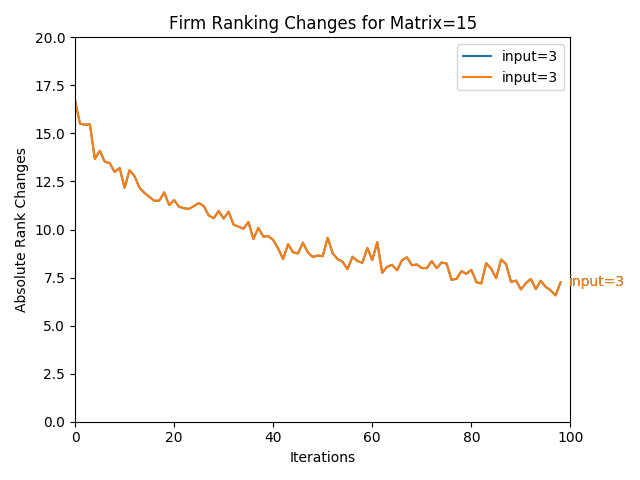 Firm Ranking Changes for Matrix=15
20.0
17.5
15.0
12.5
10.0
7.5
5.0
2.5
0.0
Absolute Rank Changes
input=3
input=3
input=3
0 20 40 60 80 100
Iterations